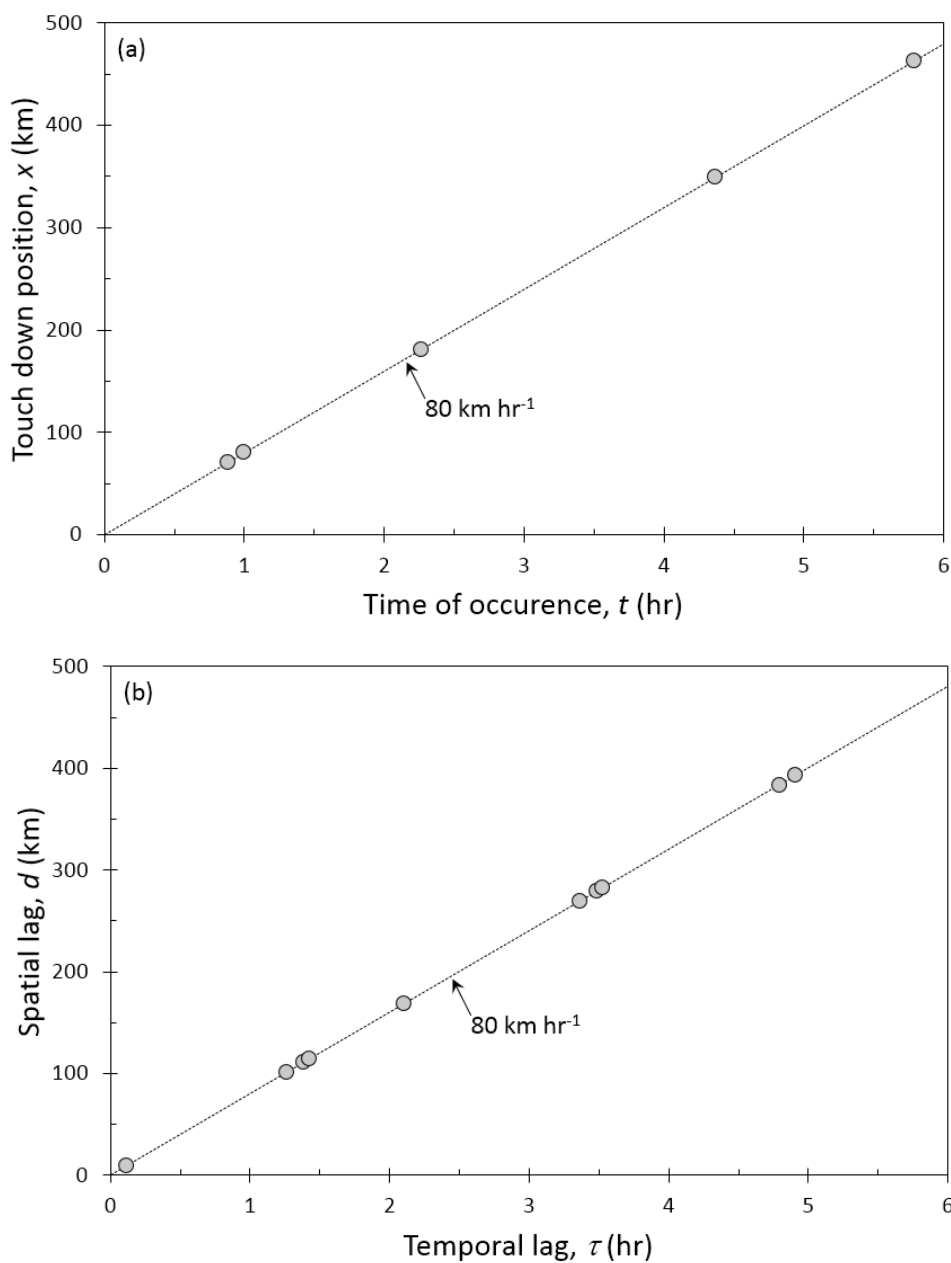 (a)
500
400
300
200
100
0
Touch down position, x (km)
80 km hr-1
0 1 2 3 4 5 6
Time of occurence, t (hr)
(b)
500
400
300
200
100
0
Spatial lag, d (km)
80 km hr-1
0 1 2 3 4 5 6
Temporal lag, τ (hr)